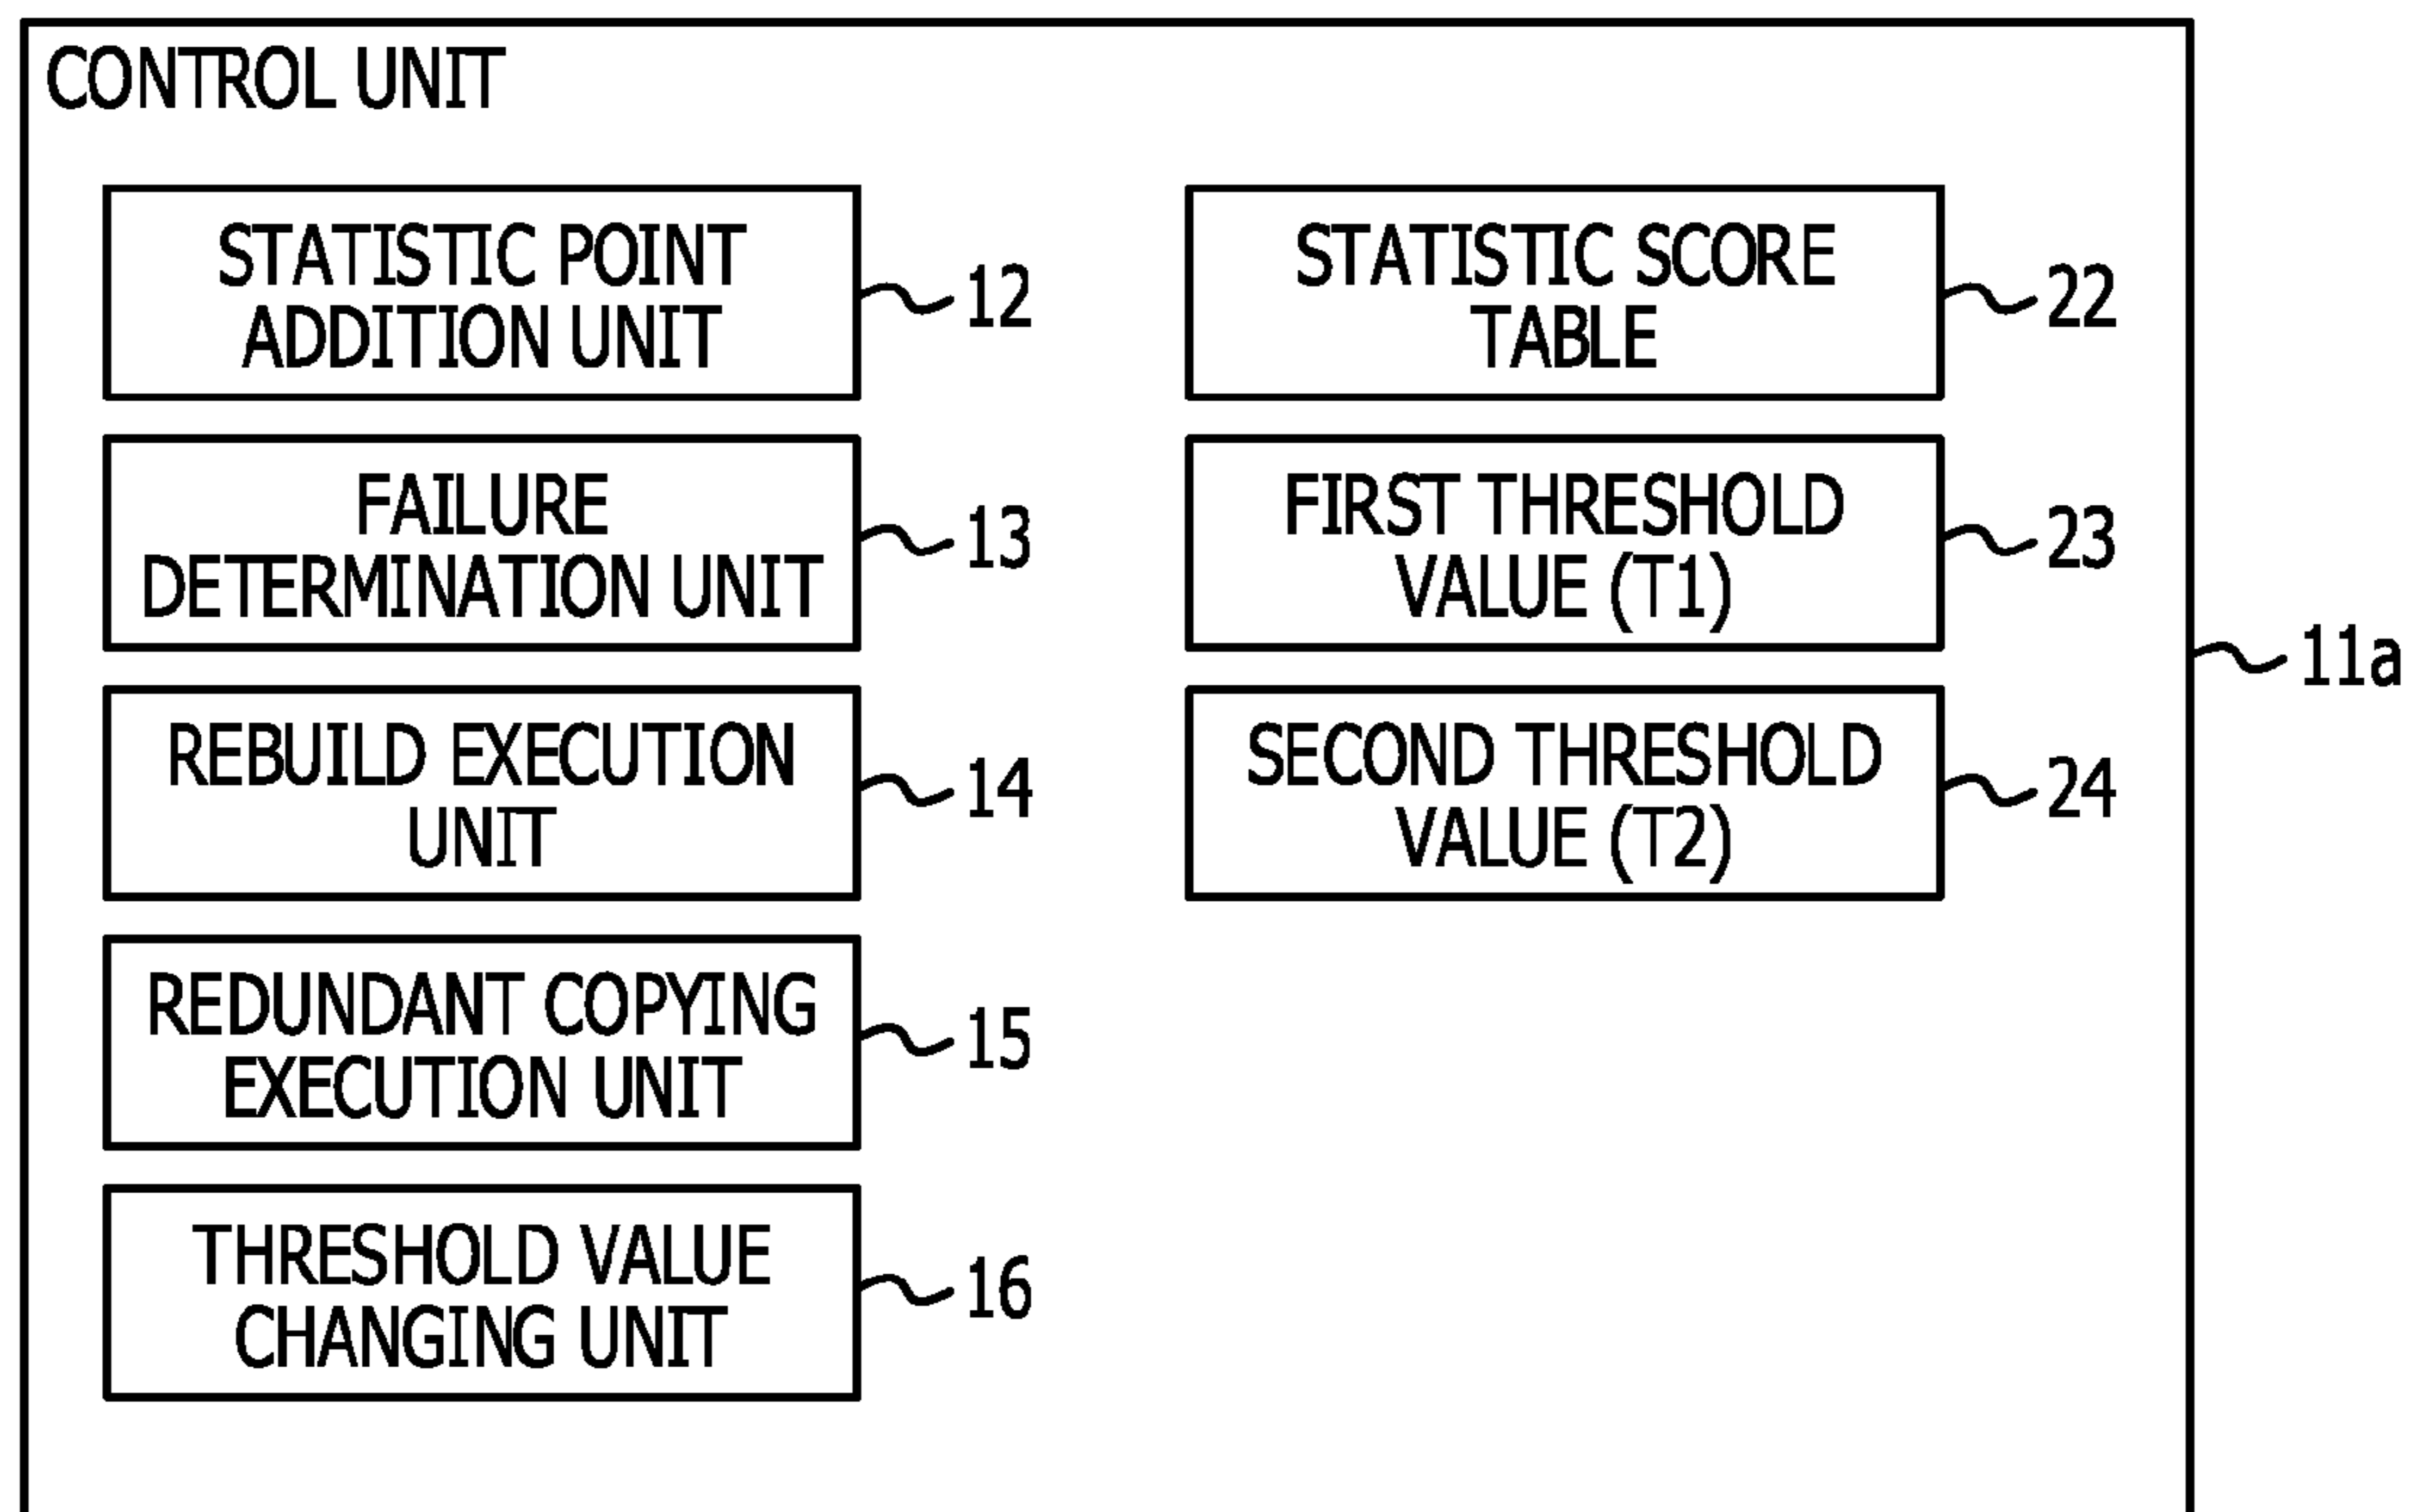 CONTROL UNIT
STATISTIC POINT
ADDITION UNIT
12
FAILURE
DETERMINATION UNIT
13
REBUILD EXECUTION
UNIT
14
REDUNDANT COPYING
EXECUTION UNIT
15
THRESHOLD VALUE
CHANGING UNIT
16
STATISTIC SCORE
TABLE
22
FIRST THRESHOLD
VALUE (T1)
23
SECOND THRESHOLD
VALUE (T2)
24
11a